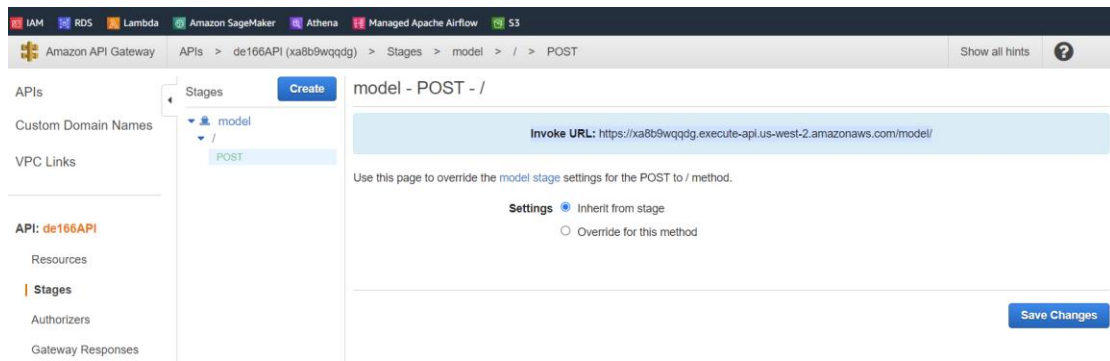 IAM RDS Lambda Amazon SageMaker Athena Managed Apache Airflow S3
Amazon API Gateway APIs > de166API (xa8b9wqqdg) > Stages > model > / > POST Show all hints ?
APIs
Custom Domain Names
VPC Links
API: de166API
Resources
Stages
Authorizers
Gateway Responses
Stages Create
model
/
POST
model - POST - /
Invoke URL: https://xa8b9wqqdg.execute-api.us-west-2.amazonaws.com/model/
Use this page to override the model stage settings for the POST to / method.
Settings Inherit from stage
Override for this method
Save Changes